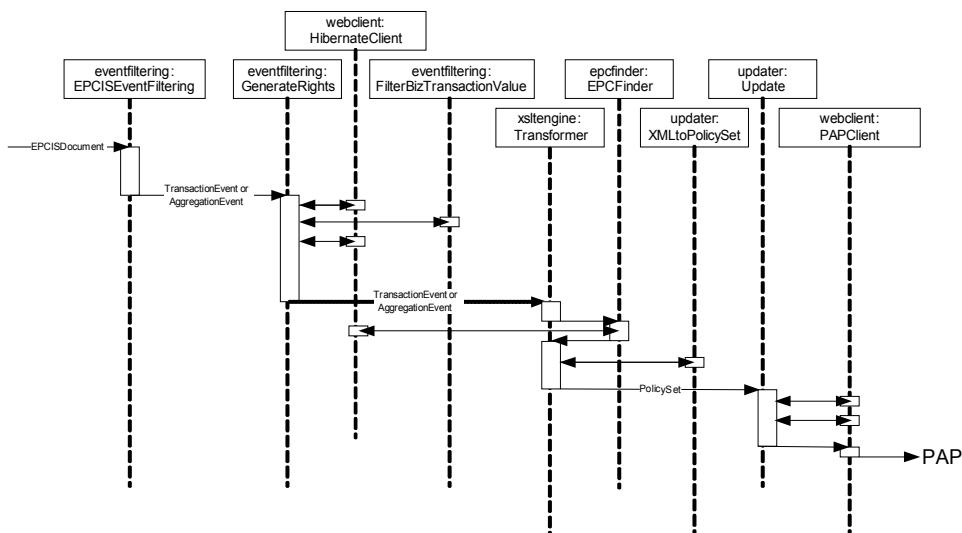 webclient:
HibernateClient
eventfiltering:
EPCISEventFiltering
eventfiltering:
GenerateRights
eventfiltering:
FilterBizTransactionValue
epcfinder:
EPCFinder
updater:
Update
xsltengine:
Transformer
updater:
XMLtoPolicySet
webclient:
PAPClient
EPCISDocument
TransactionEvent or
AggregationEvent
TransactionEvent or
AggregationEvent
PolicySet
PAP